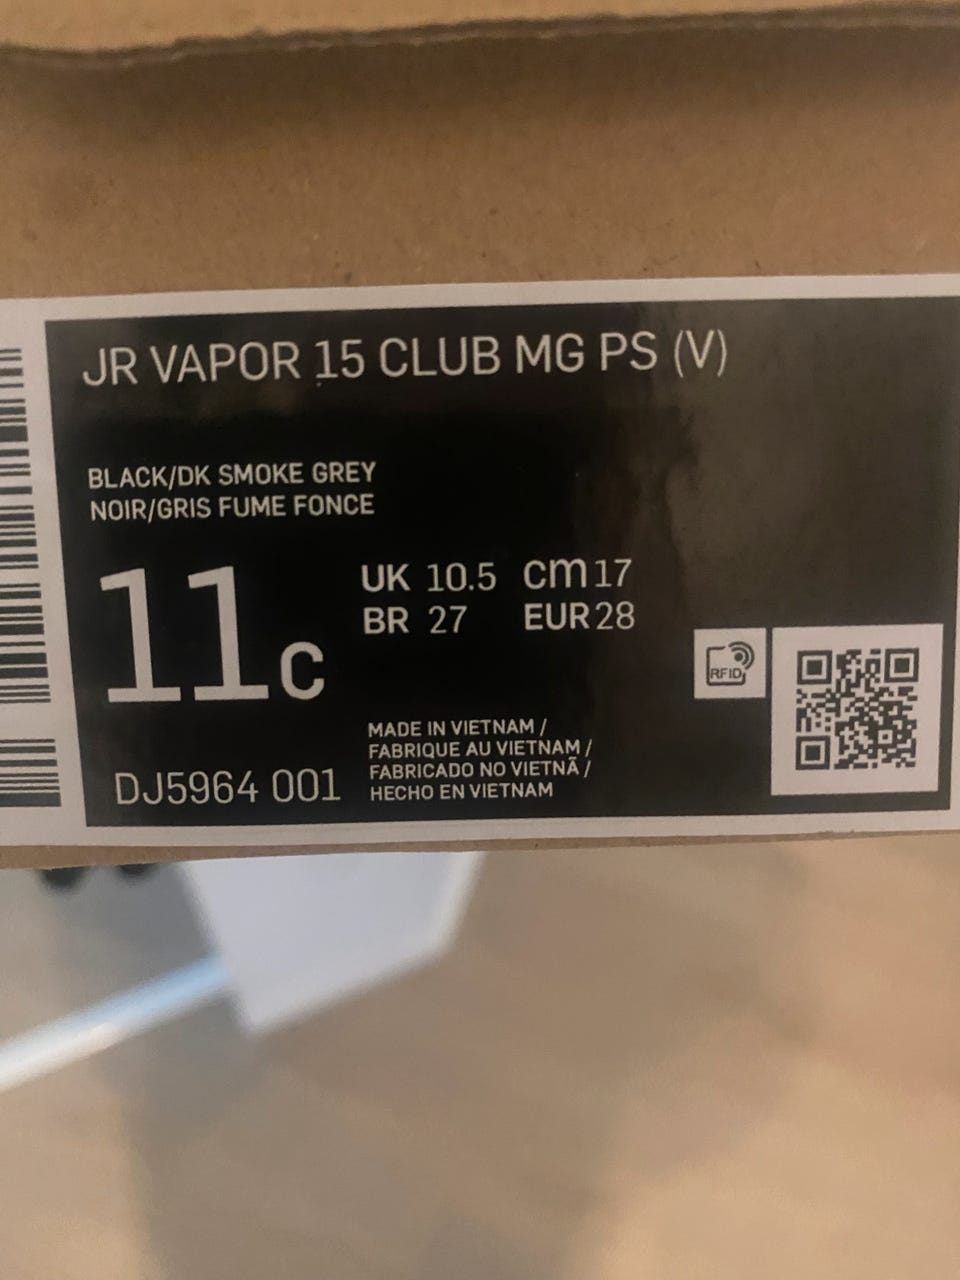 JR VAPOR 15 CLUB MG PS (V)
BLACK/DK SMOKE GREY
NOIR/GRIS FUME FONCE
11C
UK 10.5 cm 17
BR 27 EUR 28
RFID
MADE IN VIETNAM /
FABRIQUE AU VIETNAM /
FABRICADO NO VIETNÃ /
HECHO EN VIETNAM
DJ5964 001